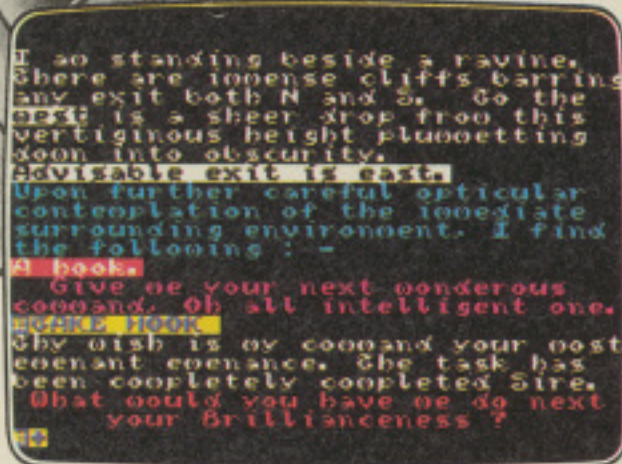 I am standing beside a ravine.
There are immense cliffs barring
any exit both N and S. To the
west is a sheer drop from this
vertiginous height plummetting
down into obscurity.
Advisable exit is east.
Upon further careful opticular
contemplation of the immediate
surrounding environment. I find
the following : -
A hook.
Give me your next wonderous
command. Oh all intelligent one.
TAKE HOOK
Thy wish is my command your most
emenant emenance. The task has
been completely completed Sire.
What would you have me do next
your Brillianceness ?